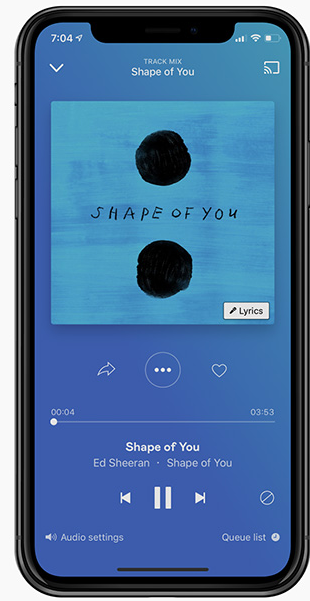 7:04
TRACK MIX
Shape of You
SHAPE OF YOU
Lyrics
00:04 03:53
Shape of You
Ed Sheeran · Shape of You
Audio settings Queue list